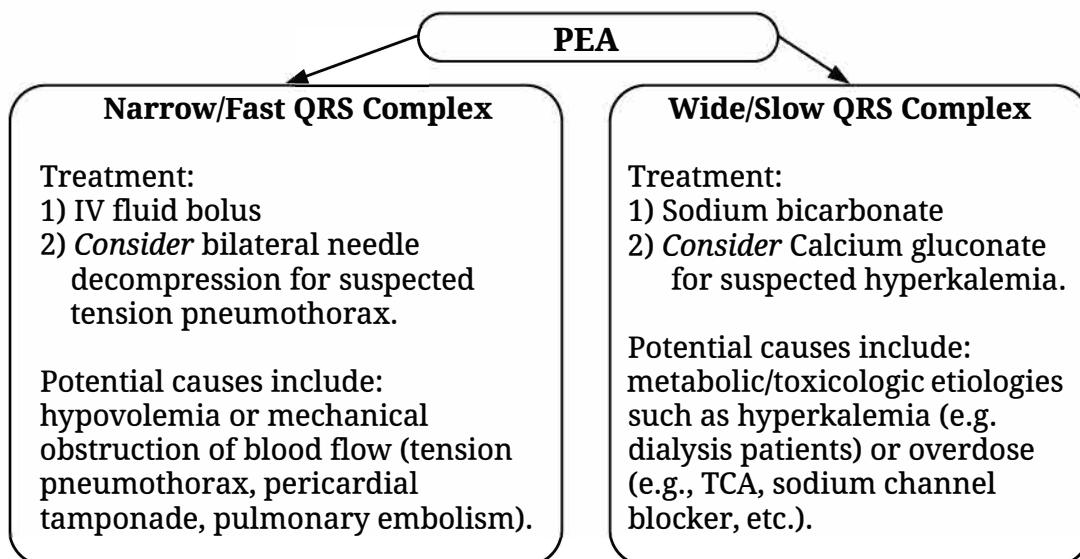 PEA
Narrow/Fast QRS Complex
Treatment:
1) IV fluid bolus
2) Consider bilateral needle
decompression for suspected
tension pneumothorax.
Potential causes include:
hypovolemia or mechanical
obstruction of blood flow (tension
pneumothorax, pericardial
tamponade, pulmonary embolism).
Wide/Slow QRS Complex
Treatment:
1) Sodium bicarbonate
2) Consider Calcium gluconate
for suspected hyperkalemia.
Potential causes include:
metabolic/toxicologic etiologies
such as hyperkalemia (e.g.
dialysis patients) or overdose
(e.g., TCA, sodium channel
blocker, etc.).